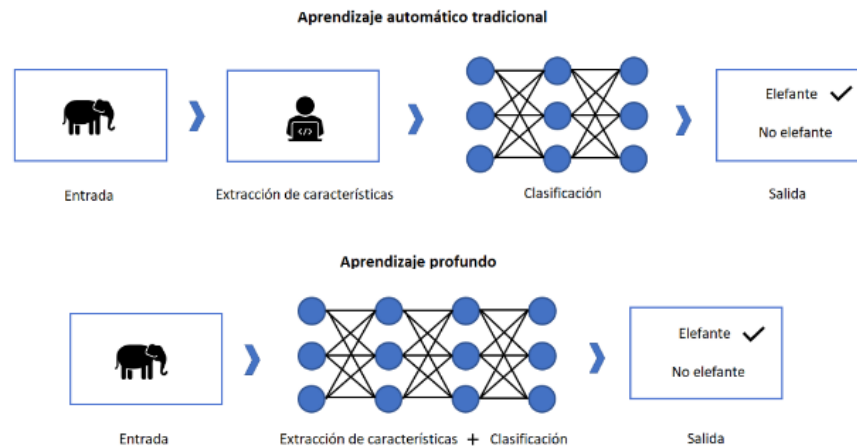 Aprendizaje automático tradicional
Elefante
No elefante
Entrada
Extracción de características
Clasificación
Salida
Aprendizaje profundo
Elefante
No elefante
Entrada
Extracción de características + Clasificación
Salida